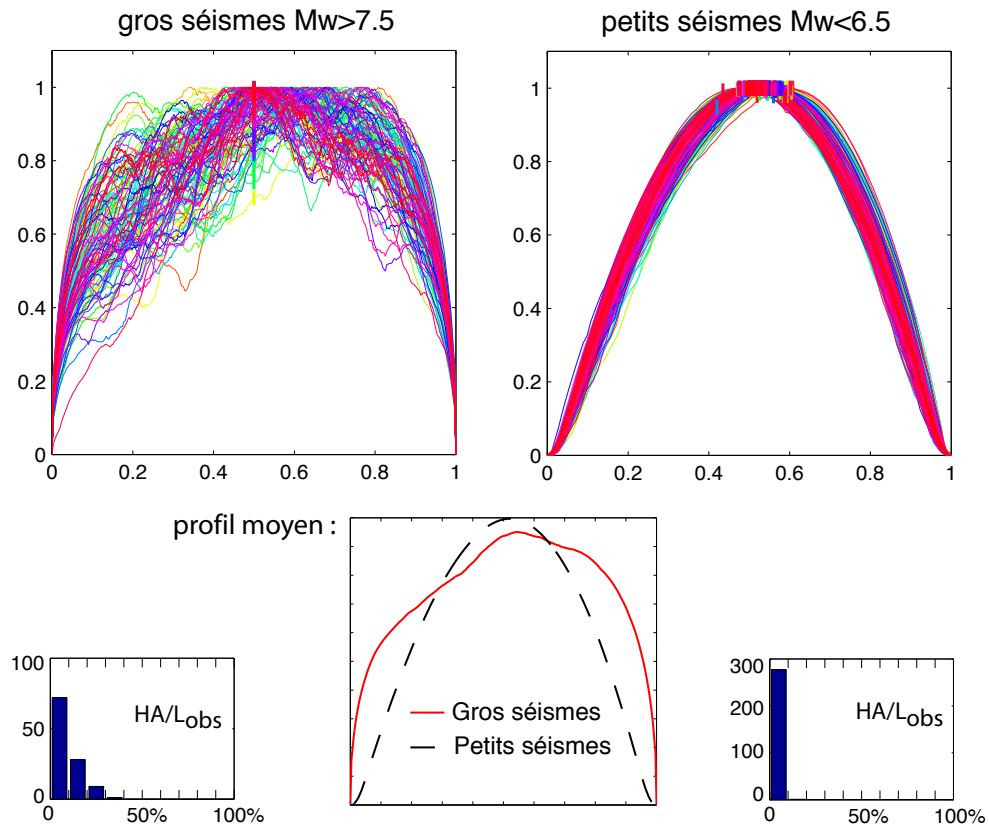 gros séismes Mw>7.5
petits séismes Mw<6.5
1
0.8
0.6
0.4
0.2
0
0 0.2 0.4 0.6 0.8 1
1
0.8
0.6
0.4
0.2
0
0 0.2 0.4 0.6 0.8 1
profil moyen :
Gros séismes
Petits séismes
100
50
0
HA/Lobs
0 50% 100%
300
200
100
0
HA/Lobs
0 50% 100%